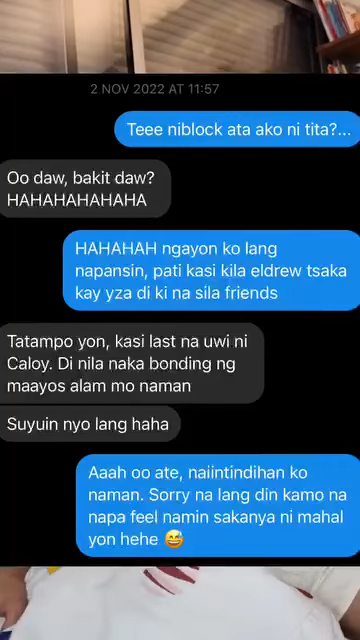 2 NOV 2022 AT 11:57
Teee niblock ata ako ni tita?...
Oo daw, bakit daw?
HAHAHAHAHAHA
HAHAHAH ngayon ko lang
napansin, pati kasi kila eldrew tsaka
kay yza di ki na sila friends
Tatampo yon, kasi last na uwi ni
Caloy. Di nila naka bonding ng
maayos alam mo naman
Suyuin nyo lang haha
Aaah oo ate, naiintindihan ko
naman. Sorry na lang din kamo na
napa feel namin sakanya ni mahal
yon hehe 😅